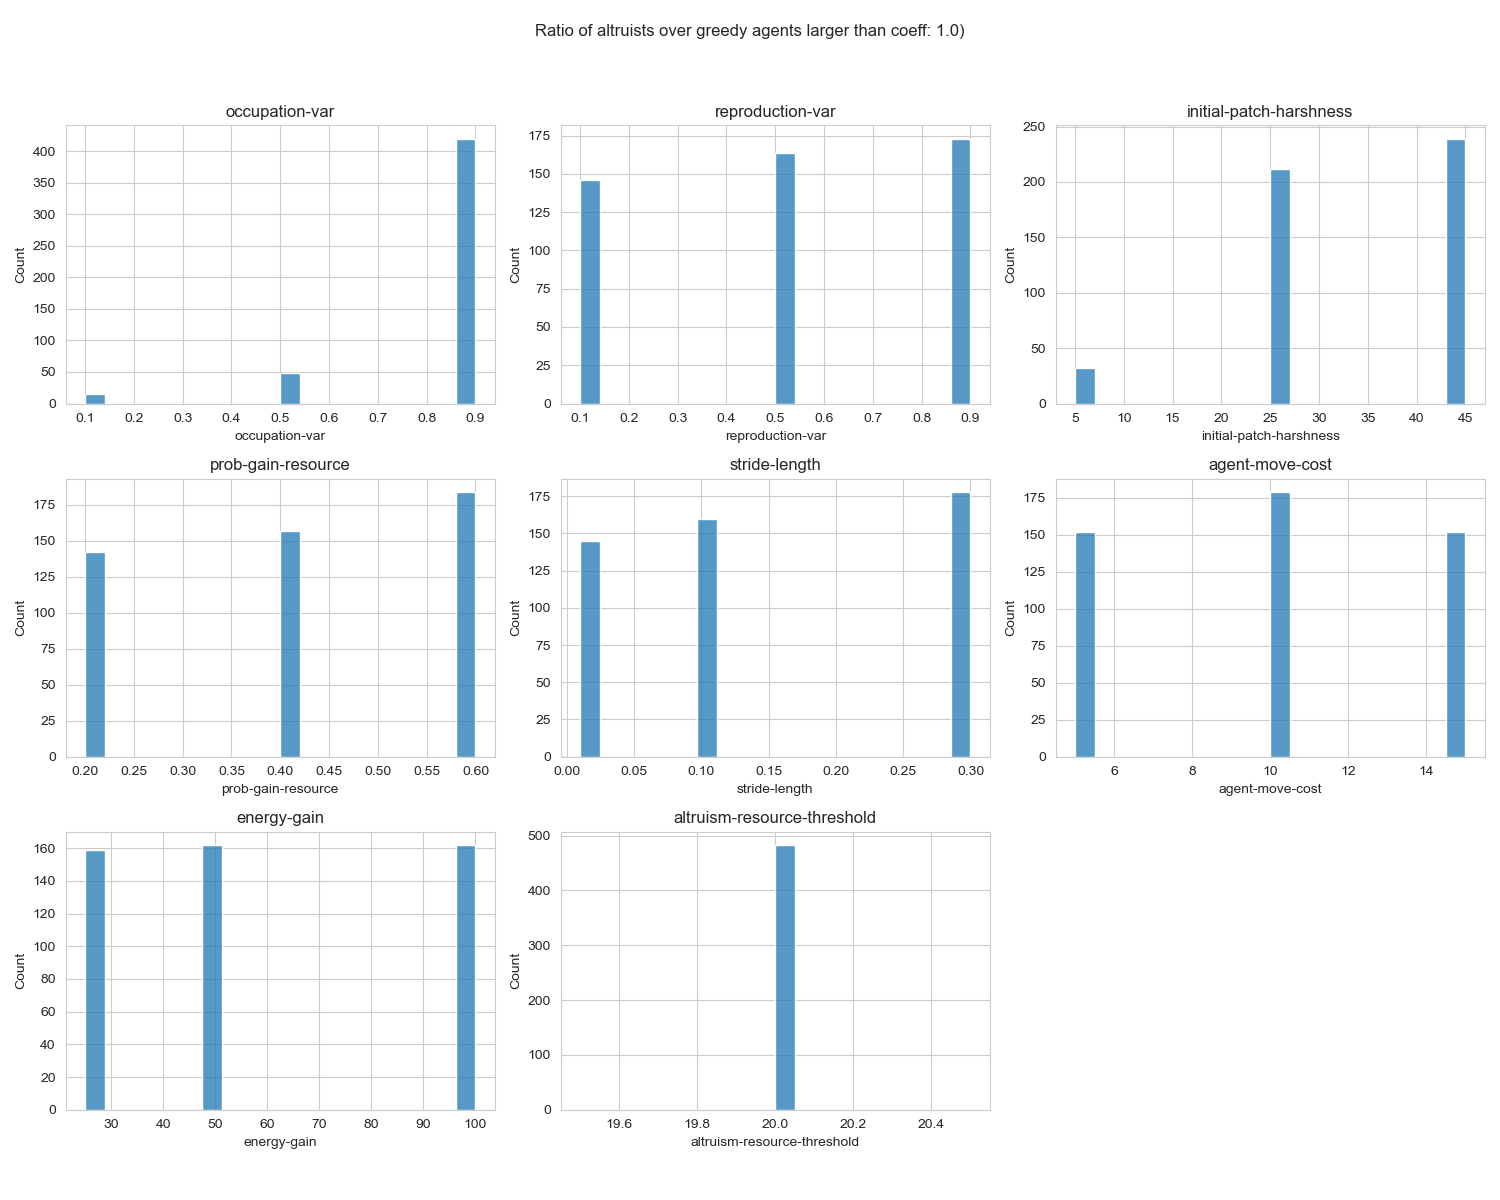 Ratio of altruists over greedy agents larger than coeff: 1.0)
occupation-var
400
350
300
250
200
150
100
50
0
Count
0.1 0.2 0.3 0.4 0.5 0.6 0.7 0.8 0.9
occupation-var
reproduction-var
175
150
125
100
75
50
25
0
Count
0.1 0.2 0.3 0.4 0.5 0.6 0.7 0.8 0.9
reproduction-var
initial-patch-harshness
250
200
150
100
50
0
Count
5 10 15 20 25 30 35 40 45
initial-patch-harshness
prob-gain-resource
175
150
125
100
75
50
25
0
Count
0.20 0.25 0.30 0.35 0.40 0.45 0.50 0.55 0.60
prob-gain-resource
stride-length
175
150
125
100
75
50
25
0
Count
0.00 0.05 0.10 0.15 0.20 0.25 0.30
stride-length
agent-move-cost
175
150
125
100
75
50
25
0
Count
6 8 10 12 14
agent-move-cost
energy-gain
160
140
120
100
80
60
40
20
0
Count
30 40 50 60 70 80 90 100
energy-gain
altruism-resource-threshold
500
400
300
200
100
0
Count
19.6 19.8 20.0 20.2 20.4
altruism-resource-threshold